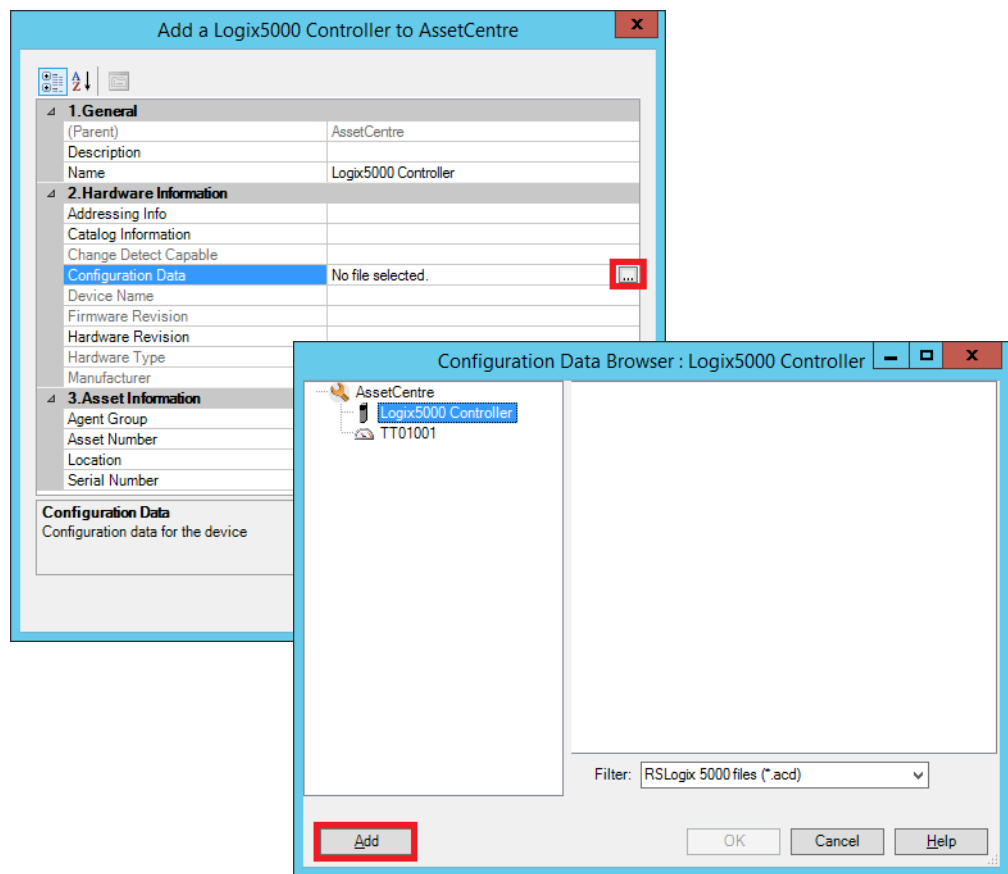 Add a Logix5000 Controller to AssetCentre
x
A
Z
1.General
(Parent) AssetCentre
Description
Name Logix5000 Controller
2.Hardware Information
Addressing Info
Catalog Information
Change Detect Capable
Configuration Data No file selected. ...
Device Name
Firmware Revision
Hardware Revision
Hardware Type
Manufacturer
3.Asset Information
Agent Group
Asset Number
Location
Serial Number
Configuration Data
Configuration data for the device
Configuration Data Browser : Logix5000 Controller
x
AssetCentre
Logix5000 Controller
TT01001
Filter: RSLogix 5000 files (*.acd)
Add OK Cancel Help